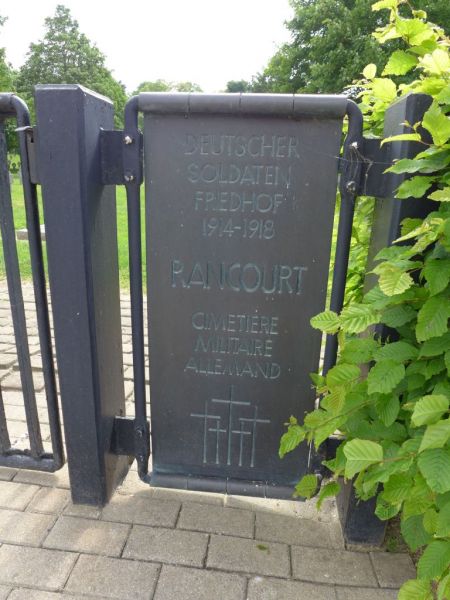 DEUTSCHER
SOLDATEN
FRIEDHOF
1914-1918
RANCOURT
CIMETIÈRE
MILITAIRE
ALLEMAND